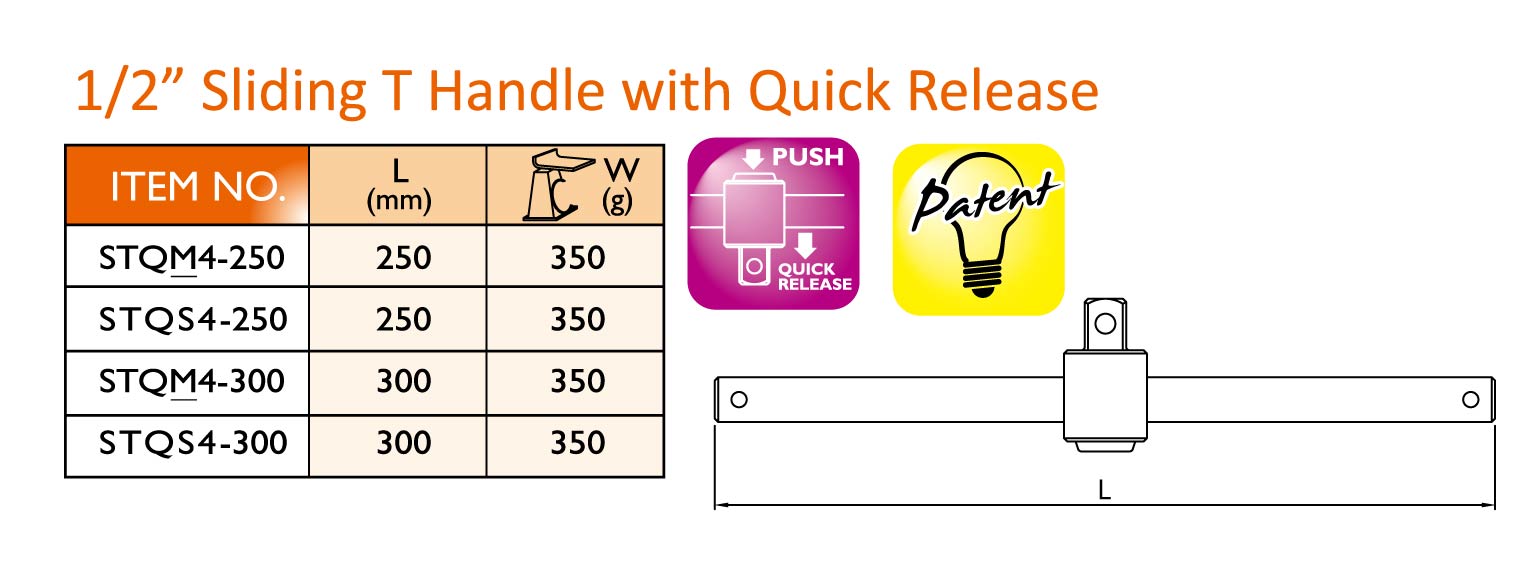 1/2” Sliding T Handle with Quick Release
ITEM NO. L (mm) W (g)
STQM4-250 250 350
STQS4-250 250 350
STQM4-300 300 350
STQS4-300 300 350
PUSH
QUICK
RELEASE
Patent
L